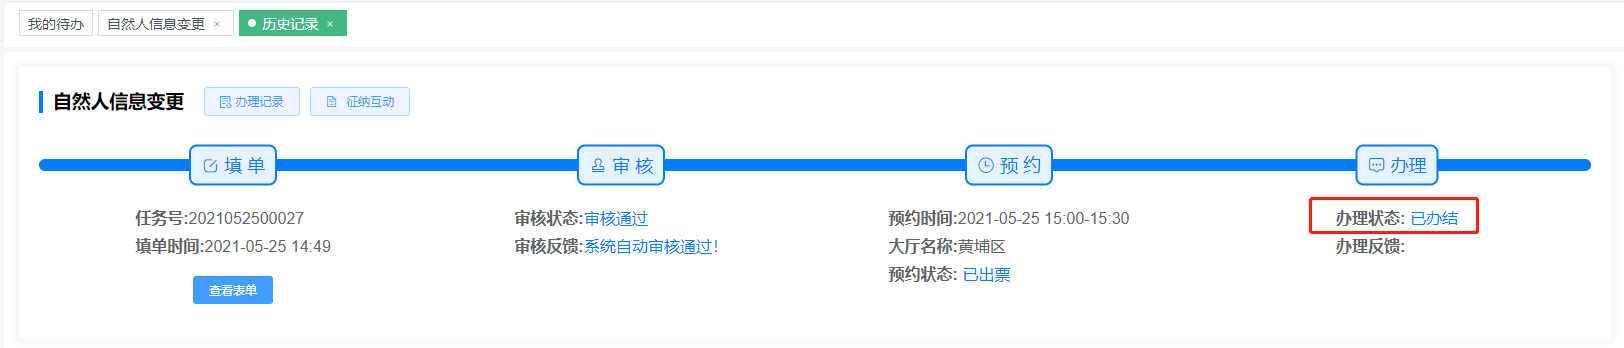 我的待办 自然人信息变更 × 历史记录 ×
自然人信息变更 办理记录 征纳互动
填单 审核 预约 办理
任务号:2021052500027
填单时间:2021-05-25 14:49
查看表单
审核状态:审核通过
审核反馈:系统自动审核通过!
预约时间:2021-05-25 15:00-15:30
大厅名称:黄埔区
预约状态: 已出票
办理状态: 已办结
办理反馈: